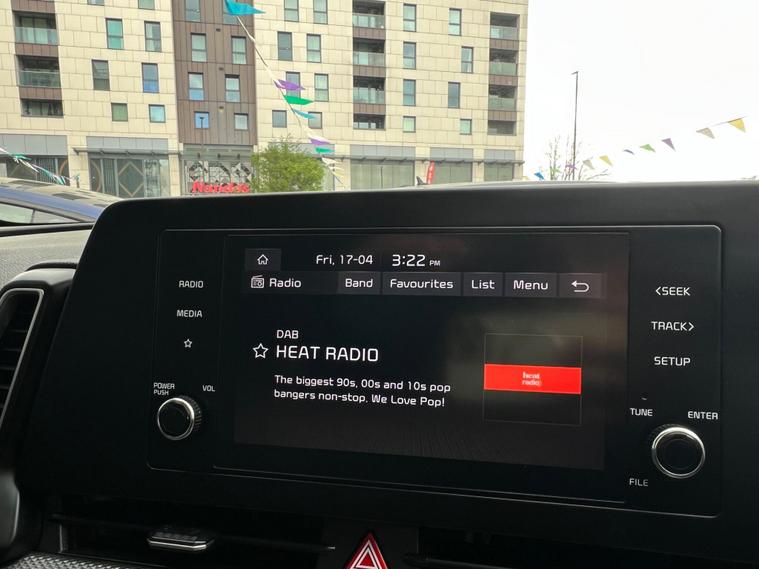 Nandos
Fri, 17-04 3:22 PM
Radio Band Favourites List Menu
RADIO
MEDIA
DAB
HEAT RADIO
The biggest 90s, 00s and 10s pop
bangers non-stop, We Love Pop!
heat
radio
POWER
PUSH
VOL
<SEEK
TRACK>
SETUP
TUNE
ENTER
FILE